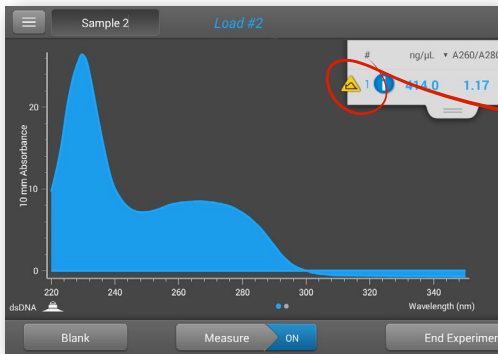 Sample 2
Load #2
# ng/µL A260/A280
1 414.0 1.17
10 mm Absorbance
20
10
0
220 240 260 280 300 320 340
dsDNA
Wavelength (nm)
Blank
Measure
ON
End Experimen